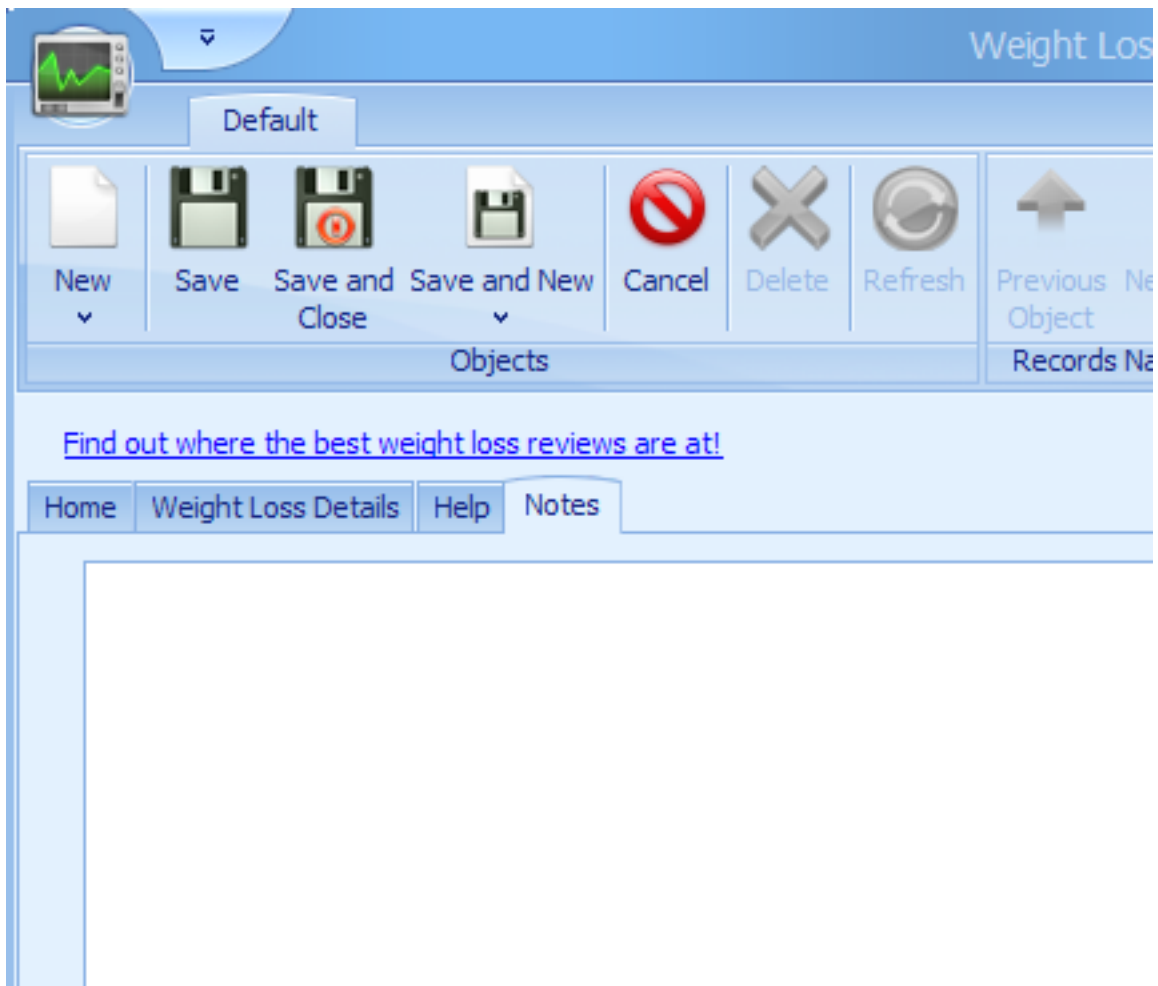 Weight Los
Default
New
Save
Save and
Close
Save and New
Cancel
Delete
Refresh
Previous
Object
Ne
Objects
Records Na
Find out where the best weight loss reviews are at!
Home
Weight Loss Details
Help
Notes